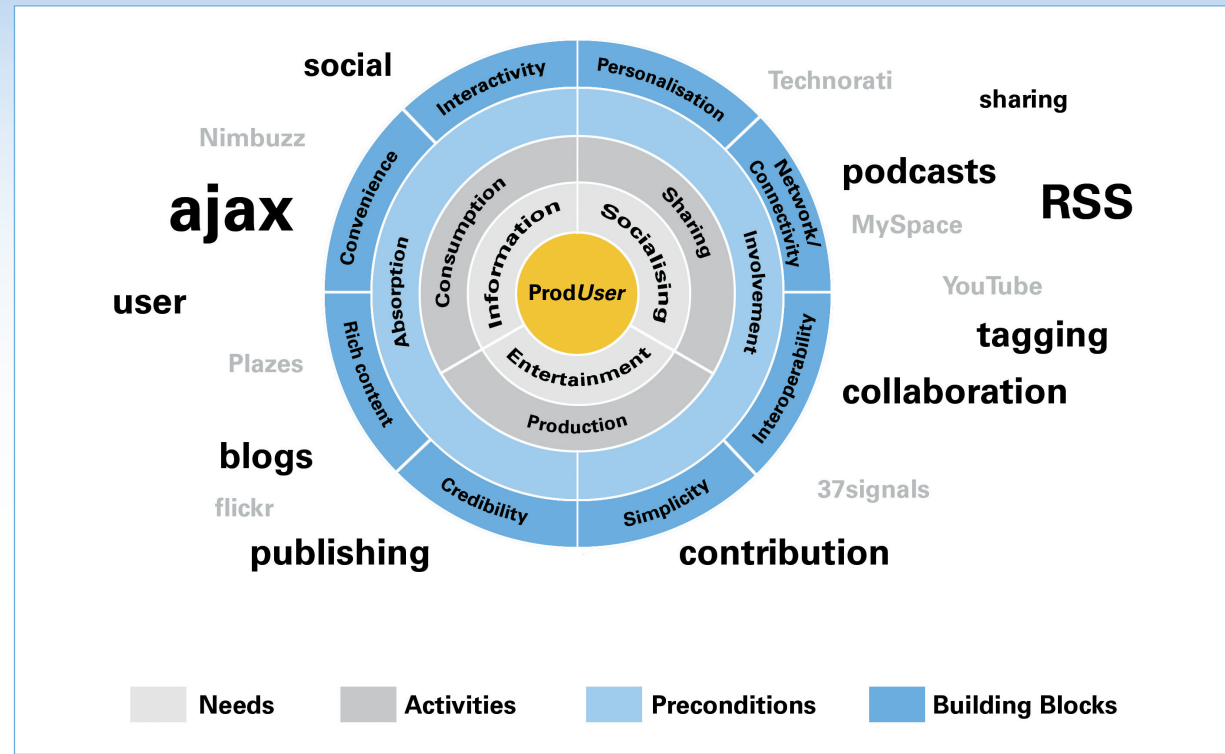 social
Nimbuzz
ajax
user
Plazes
blogs
flickr
publishing
Interactivity
Personalisation
Convenience
Network/
Connectivity
Rich content
Interoperability
Credibility
Simplicity
Absorption
Involvement
Consumption
Sharing
Production
Information
Socialising
Entertainment
ProdUser
Technorati
sharing
podcasts
RSS
MySpace
YouTube
tagging
collaboration
37signals
contribution
Needs
Activities
Preconditions
Building Blocks